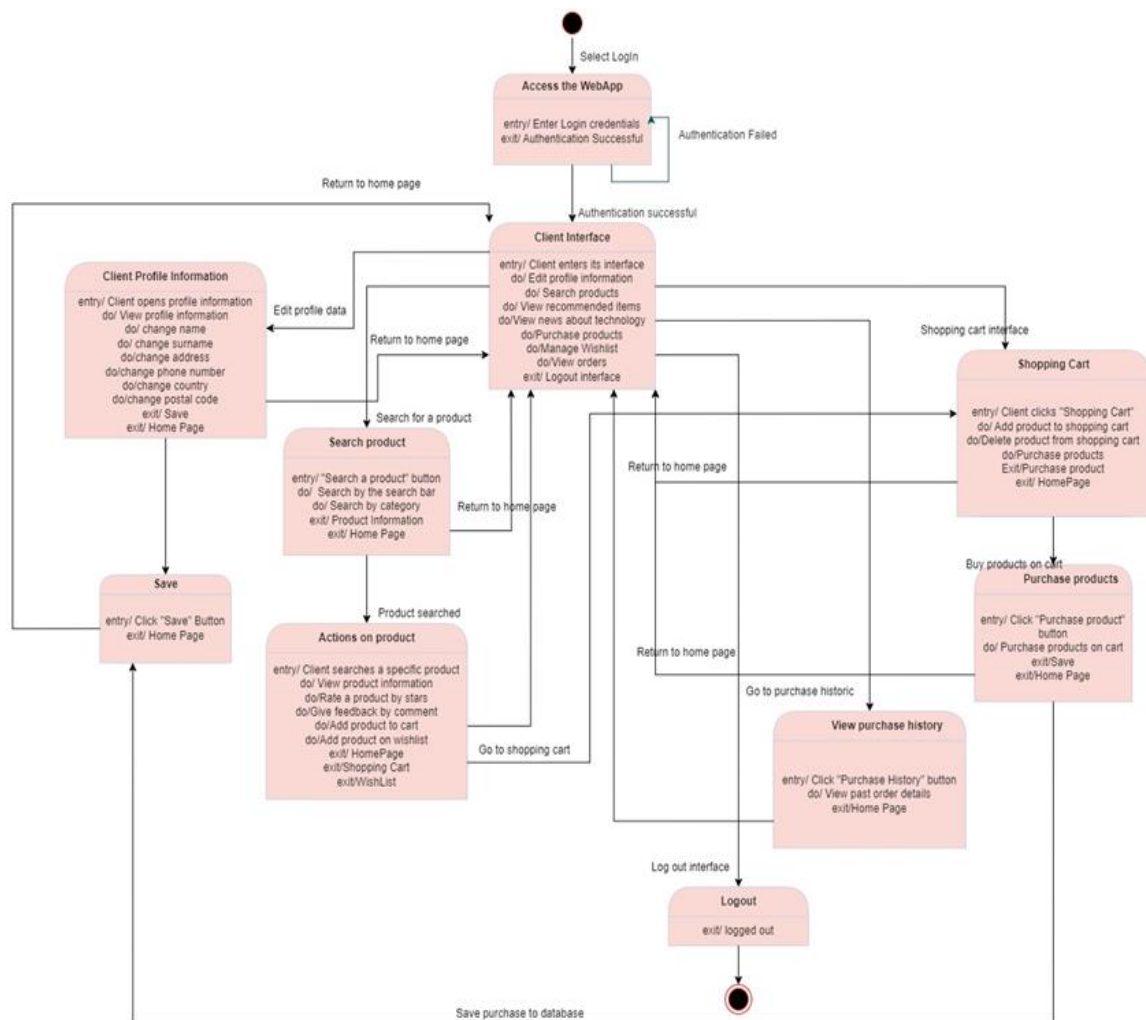 Select LogIn
Access the WebApp
entry/ Enter Login credentials
exit/ Authentication Successful
Authentication Failed
Return to home page
Authentication successful
Client Interface
entry/ Client enters its interface
do/ Edit profile information
do/ Search products
do/ View recommended items
do/View news about technology
do/Purchase products
do/Manage Wishlist
do/View orders
exit/ Logout interface
Client Profile Information
entry/ Client opens profile information
do/ View profile information
do/ change name
do/ change surname
do/change address
do/change phone number
do/change country
do/change postal code
exit/ Save
exit/ Home Page
Edit profile data
Return to home page
Shopping cart interface
Shopping Cart
entry/ Client clicks "Shopping Cart"
do/ Add product to shopping cart
do/Delete product from shopping cart
do/Purchase products
Exit/Purchase product
exit/ HomePage
Search for a product
Search product
entry/ "Search a product" button
do/ Search by the search bar
do/ Search by category
exit/ Product Information
exit/ Home Page
Return to home page
Return to home page
Save
entry/ Click "Save" Button
exit/ Home Page
Product searched
Actions on product
entry/ Client searches a specific product
do/ View product information
do/Rate a product by stars
do/Give feedback by comment
do/Add product to cart
do/Add product on wishlist
exit/ HomePage
exit/Shopping Cart
exit/WishList
Go to shopping cart
Buy products on cart
Purchase products
entry/ Click "Purchase product"
button
do/ Purchase products on cart
exit/Save
exit/Home Page
Return to home page
Go to purchase historic
View purchase history
entry/ Click "Purchase History" button
do/ View past order details
exit/Home Page
Log out interface
Logout
exit/ logged out
Save purchase to database